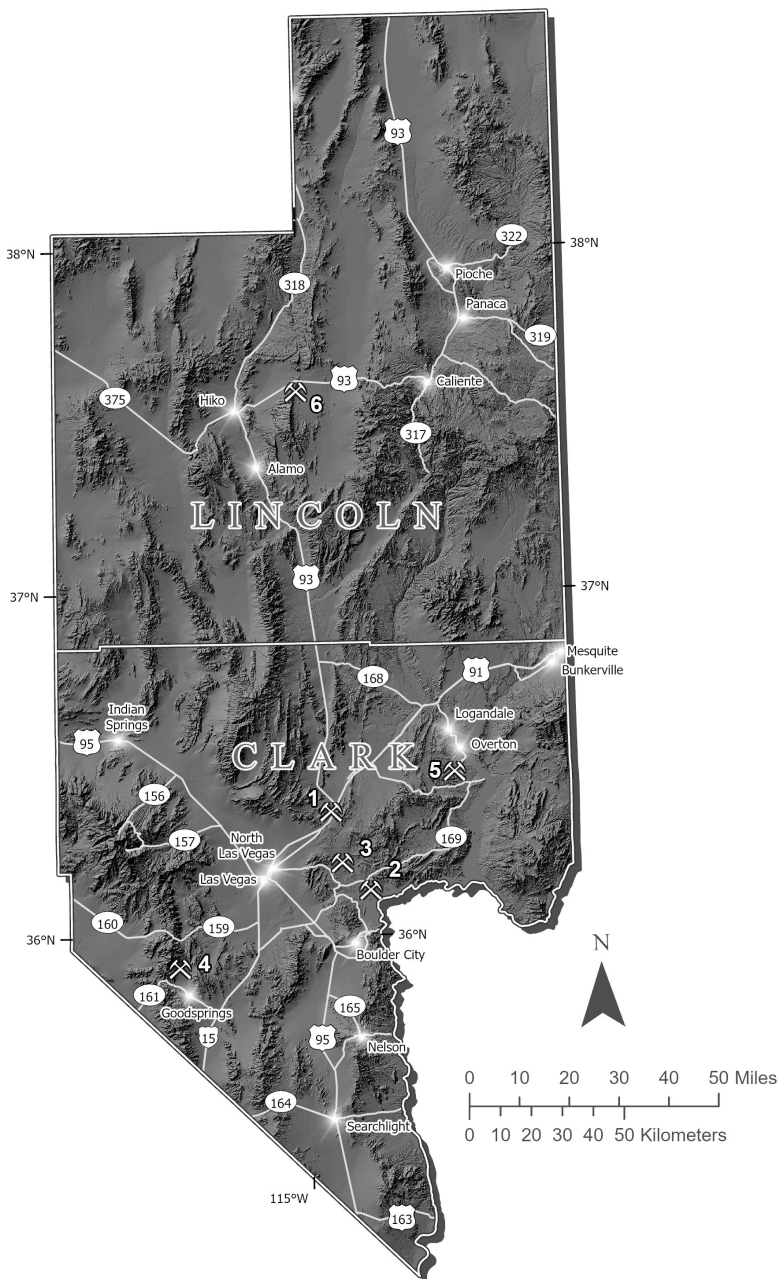 93
322
38°N
38°N
Pioche
318
Panaca
319
93
Caliente
375
Hiko
6
317
Alamo
LINCOLN
93
37°N
37°N
Mesquite
Bunkerville
91
168
Indian
Springs
Logandale
95
Overton
CLARK
5
156
1
169
157
North
Las Vegas
3
2
Las Vegas
160
159
36°N
36°N
N
Boulder City
4
161
Goodsprings
165
15
95
Nelson
0 10 20 30 40 50 Miles
164
Searchlight
0 10 20 30 40 50 Kilometers
115°W
163